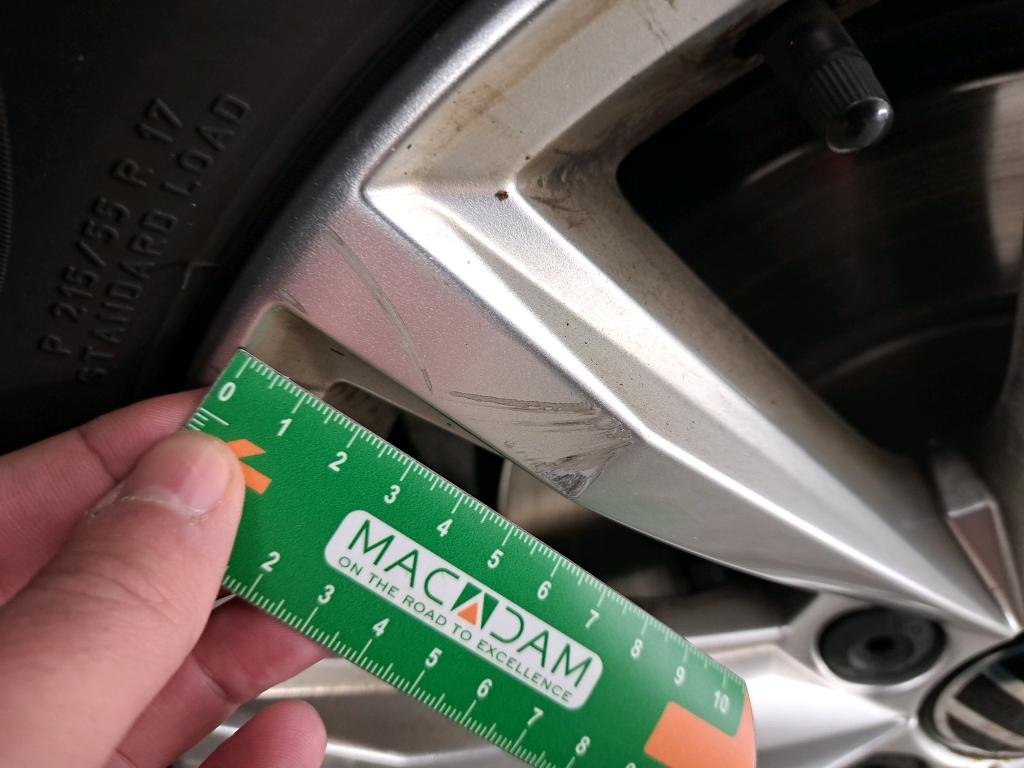 P 215/55 R 17
STANDARD LOAD
0 1 2 3 4 5 6 7 8 9 10
MACADAM
ON THE ROAD TO EXCELLENCE
2 3 4 5 6 7 8